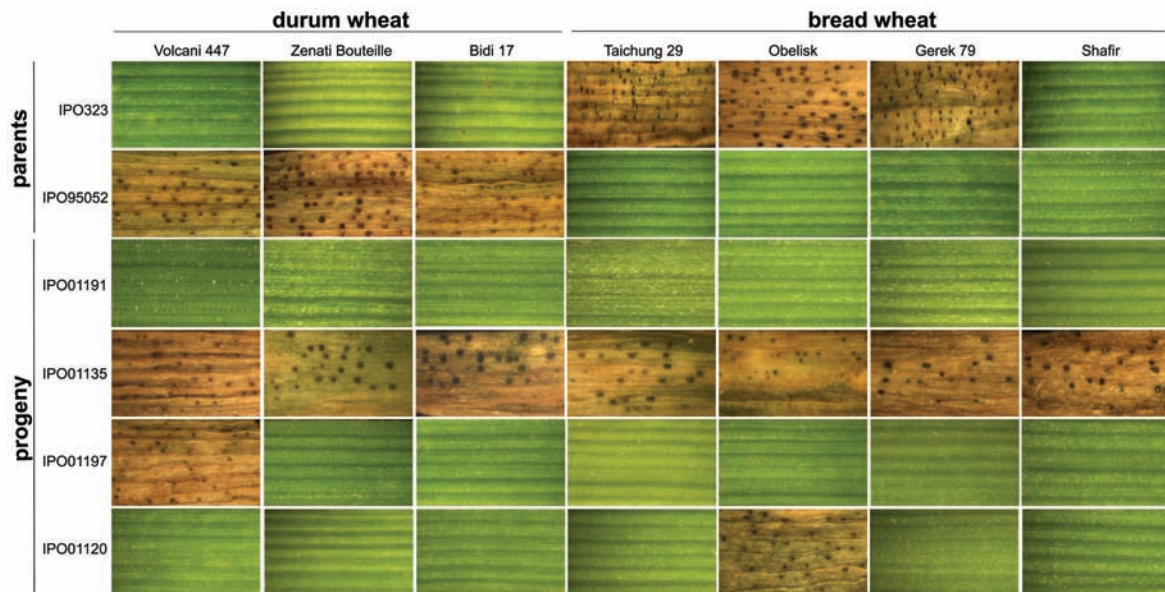 durum wheat bread wheat
Volcani 447 Zenati Bouteille Bidi 17 Taichung 29 Obelisk Gerek 79 Shafir
parents
IPO323
IPO95052
progeny
IPO01191
IPO01135
IPO01197
IPO01120